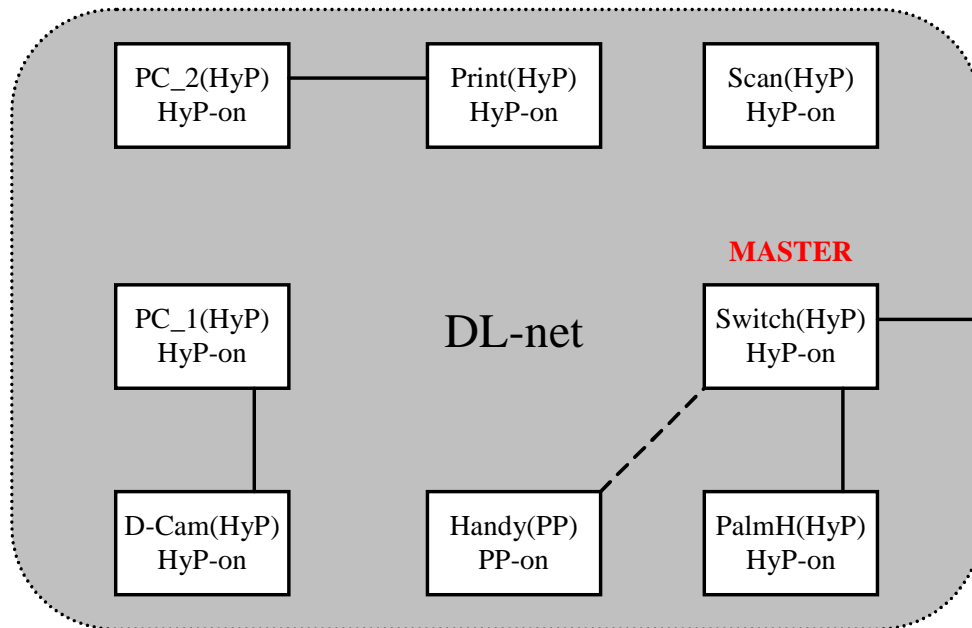 PC_2(HyP)
HyP-on
Print(HyP)
HyP-on
Scan(HyP)
HyP-on
MASTER
PC_1(HyP)
HyP-on
DL-net
Switch(HyP)
HyP-on
D-Cam(HyP)
HyP-on
Handy(PP)
PP-on
PalmH(HyP)
HyP-on